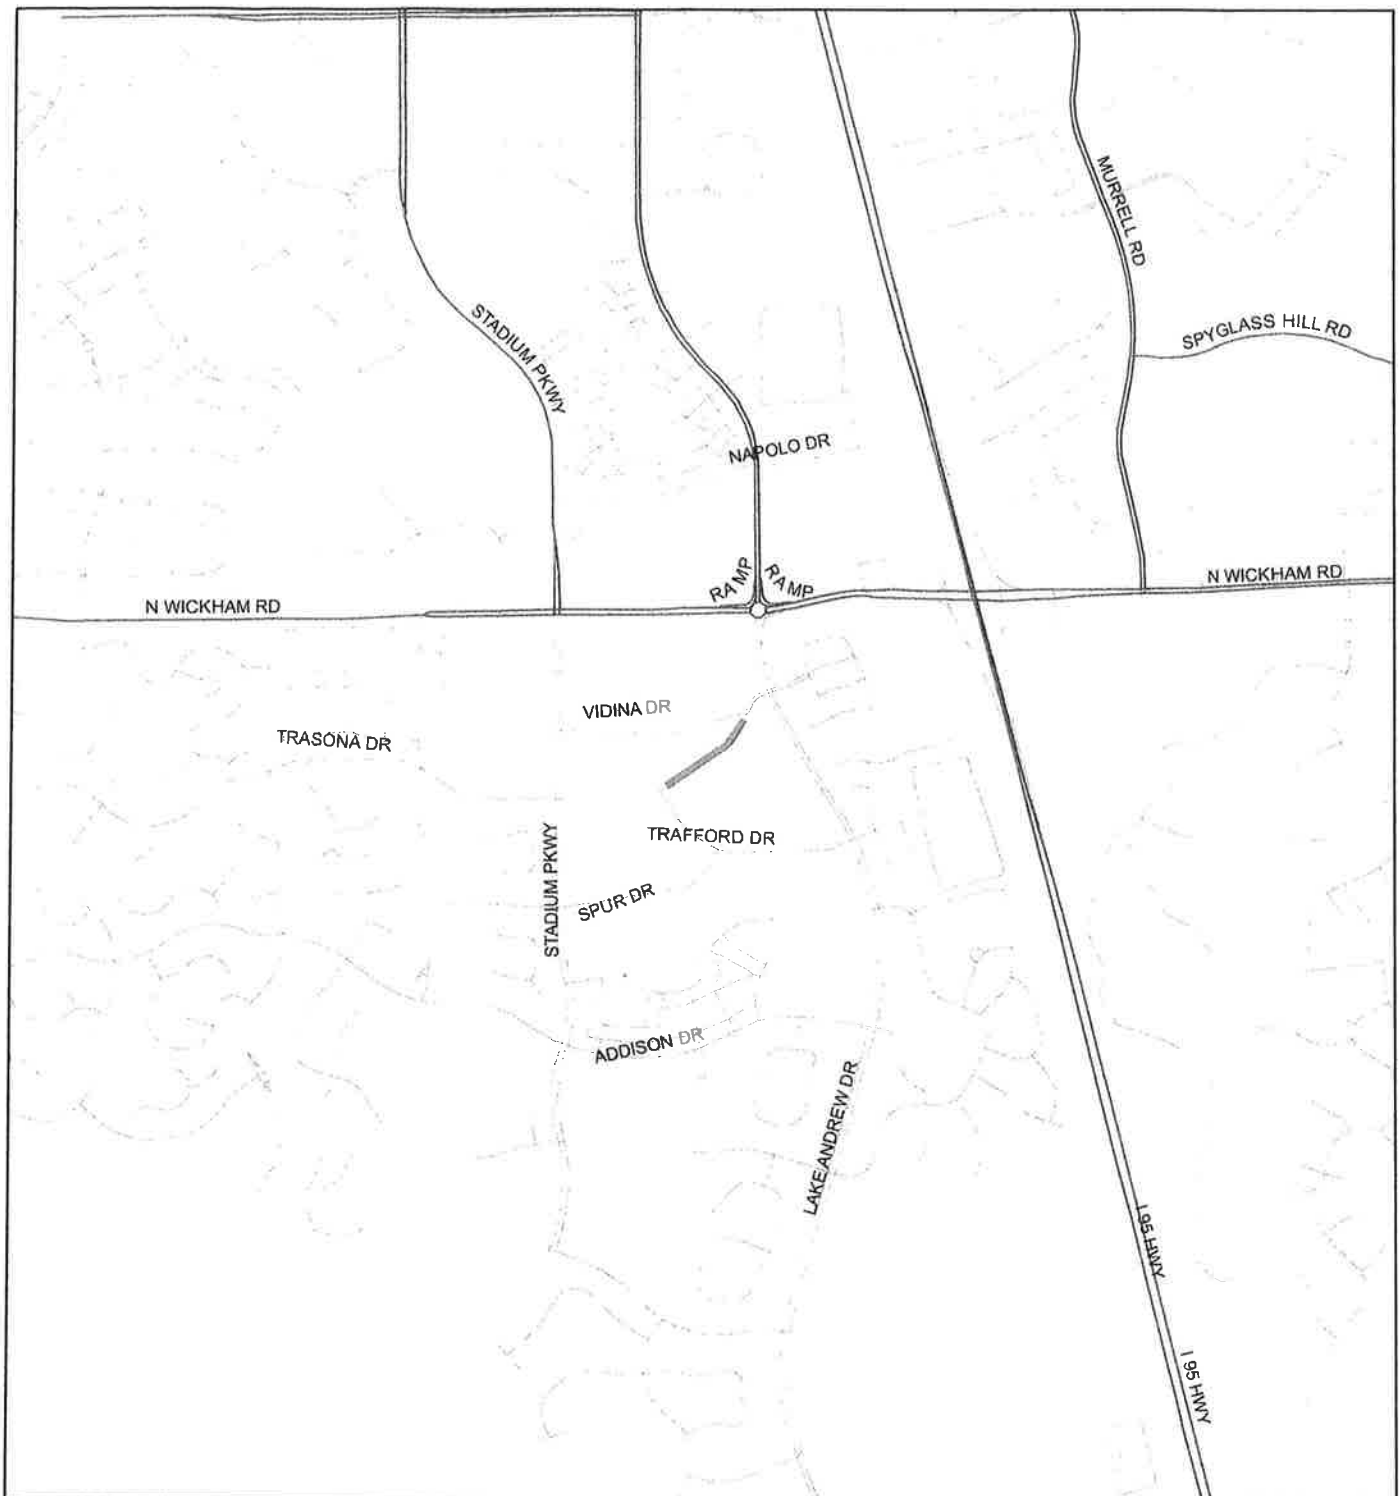 MURRELL RD
STADIUM PKWY
SPYGLASS HILL RD
NAPOLO DR
RAMP
RAMP
N WICKHAM RD
N WICKHAM RD
VIDINA DR
TRASONA DR
TRAFFORD DR
STADIUM PKWY
SPUR DR
ADDISON DR
LAKE ANDREW DR
I 95 HWY
I 95 HWY